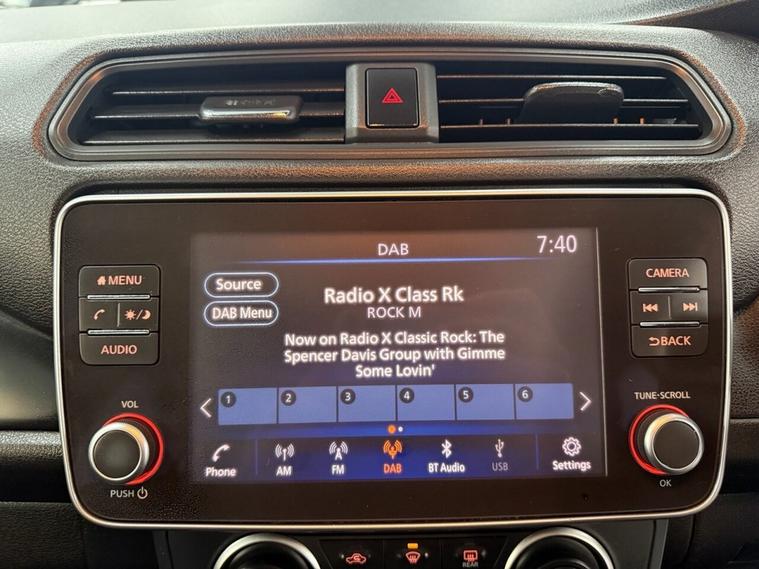 DAB
7:40
MENU
AUDIO
VOL
PUSH
Source
DAB Menu
Radio X Class Rk
ROCK M
Now on Radio X Classic Rock: The
Spencer Davis Group with Gimme
Some Lovin'
1 2 3 4 5 6
Phone AM FM DAB BT Audio USB Settings
CAMERA
BACK
TUNE·SCROLL
OK
REAR